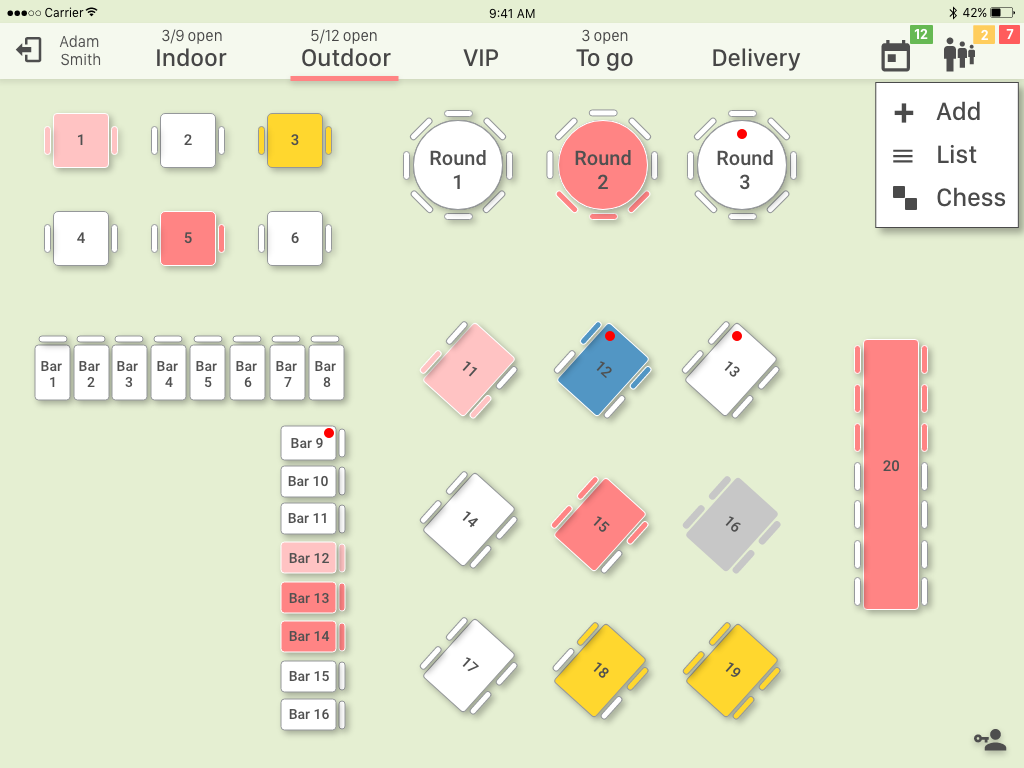 Carrier
9:41 AM
42%
Adam
Smith
3/9 open
Indoor
5/12 open
Outdoor
VIP
3 open
To go
Delivery
12
2
7
Add
List
Chess
1
2
3
Round
1
Round
2
Round
3
4
5
6
Bar
1
Bar
2
Bar
3
Bar
4
Bar
5
Bar
6
Bar
7
Bar
8
11
12
13
Bar 9
Bar 10
Bar 11
Bar 12
Bar 13
Bar 14
Bar 15
Bar 16
14
15
16
20
17
18
19